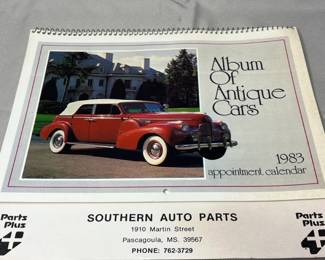 Album
Of
Antique
Cars
1983
appointment calendar
Parts
Plus
SOUTHERN AUTO PARTS
1910 Martin Street
Pascagoula, MS. 39567
PHONE: 762-3729
Parts
Plus